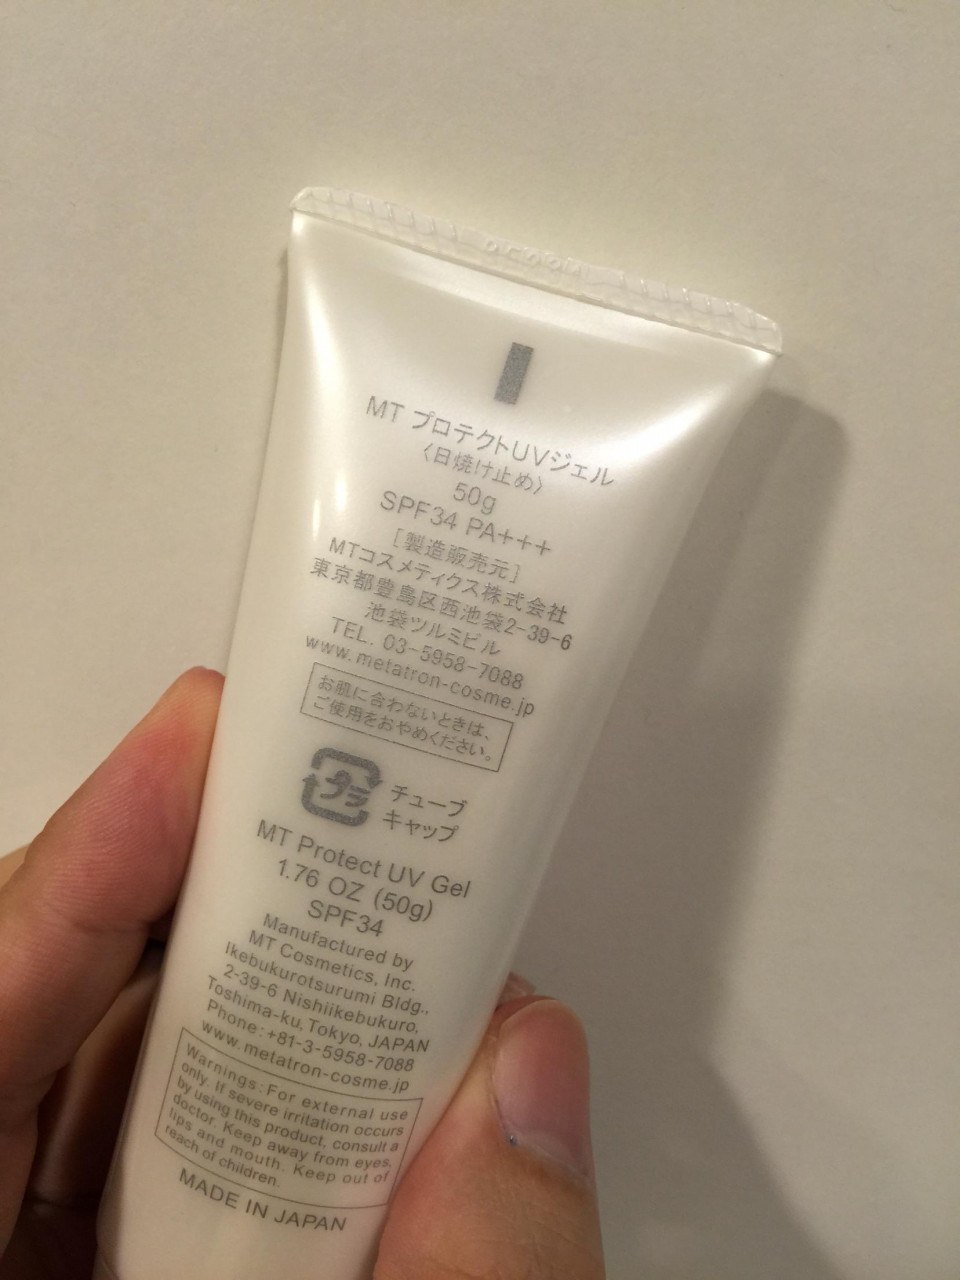 MT プロテクトUVジェル
〈日焼け止め〉
50g
SPF34 PA+++
[製造販売元]
MTコスメティクス株式会社
東京都豊島区西池袋2-39-6
池袋ツルミビル
TEL. 03-5958-7088
www.metatron-cosme.jp
お肌に合わないときは、
ご使用をおやめください。
プラ
チューブ
キャップ
MT Protect UV Gel
1.76 OZ (50g)
SPF34
Manufactured by
MT Cosmetics, Inc.
Ikebukurotsurumi Bldg.,
2-39-6 Nishiikebukuro,
Toshima-ku, Tokyo, JAPAN
Phone:+81-3-5958-7088
www.metatron-cosme.jp
Warnings: For external use
only. If severe irritation occurs
by using this product, consult a
doctor. Keep away from eyes,
lips and mouth. Keep out of
reach of children.
MADE IN JAPAN